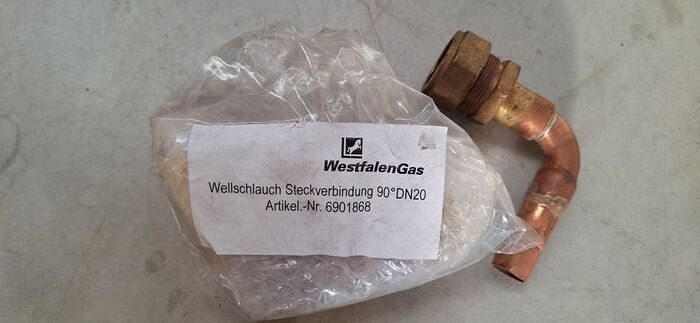 WestfalenGas
Wellschlauch Steckverbindung 90°DN20
Artikel.-Nr. 6901868